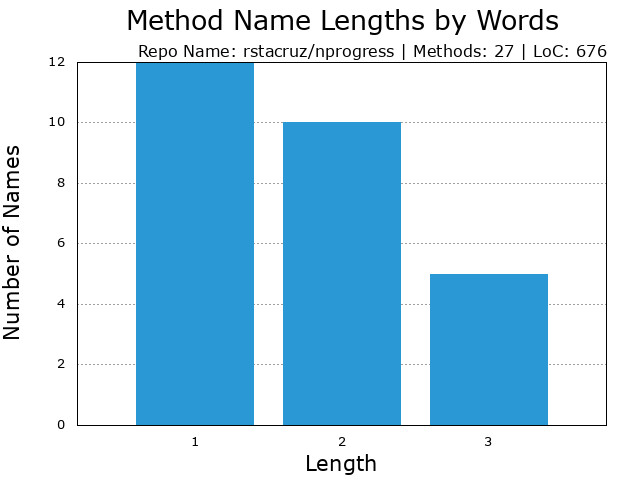 Method Name Lengths by Words
Repo Name: rstacruz/nprogress | Methods: 27 | LoC: 676
Number of Names
12
10
8
6
4
2
0
1 2 3
Length